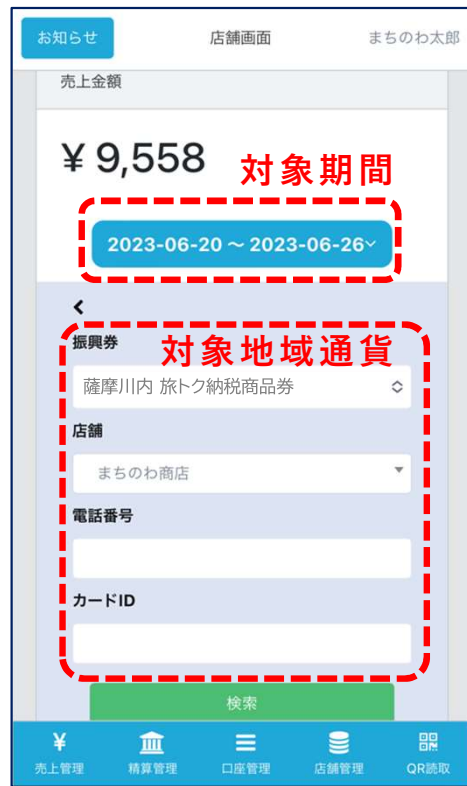 お知らせ 店舗画面 まちのわ太郎
売上金額
¥ 9,558
対象期間
2023-06-20 ~ 2023-06-26
振興券
対象地域通貨
薩摩川内 旅トク納税商品券
店舗
まちのわ商店
電話番号
カードID
検索
売上管理 精算管理 口座管理 店舗管理 QR読取